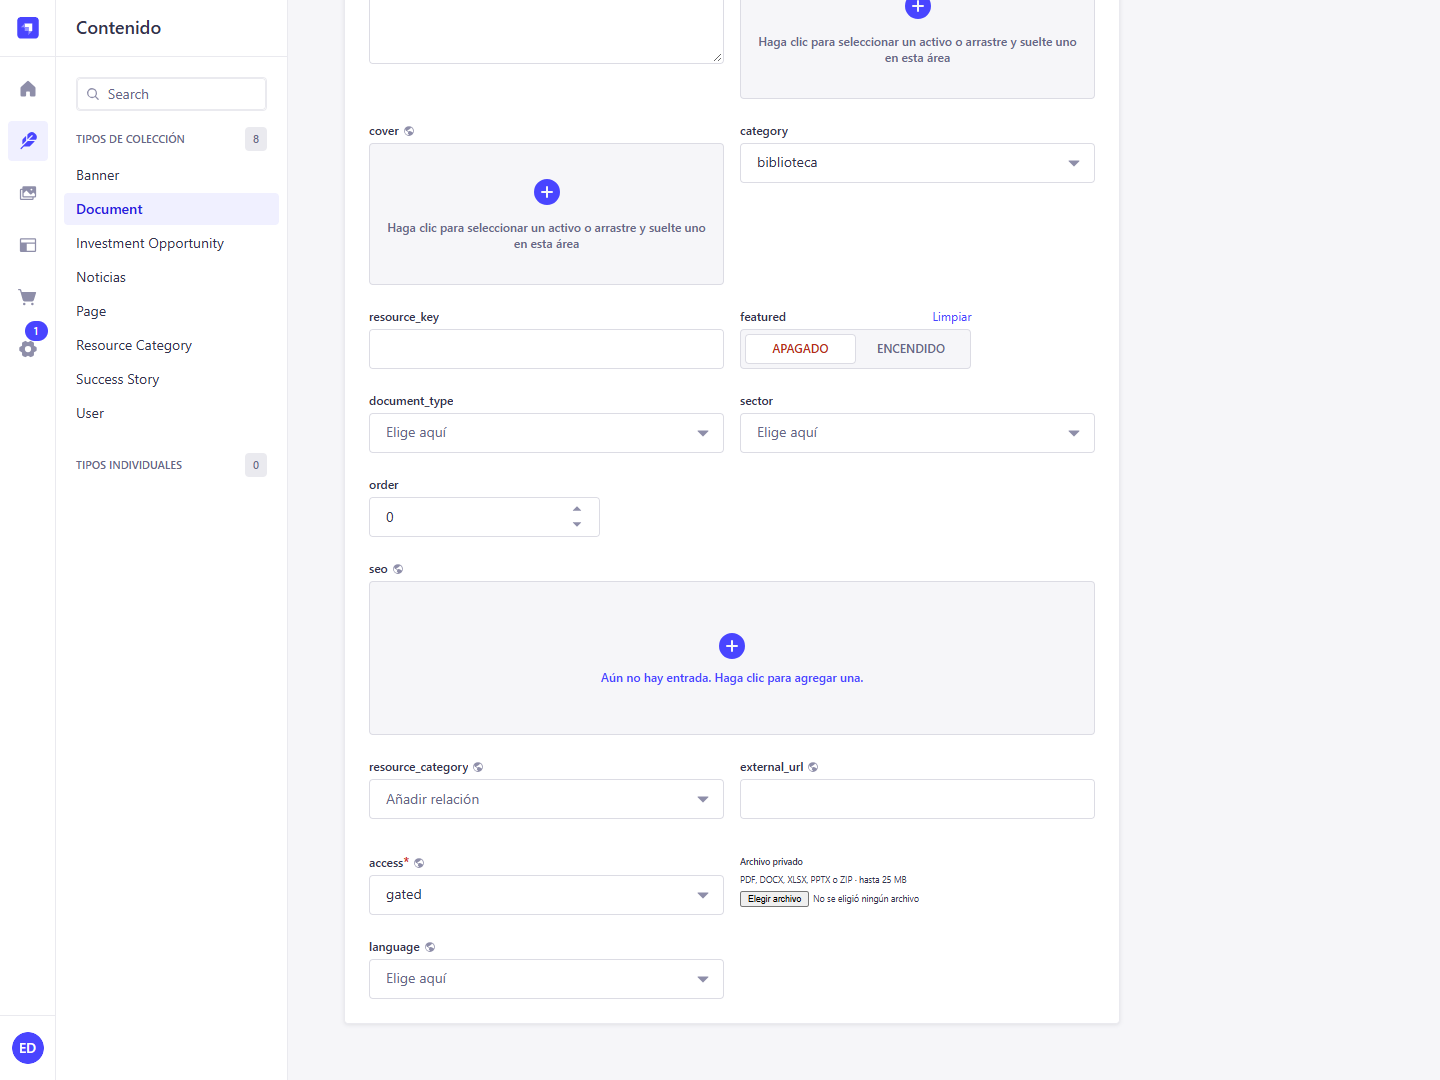 Contenido
Search
TIPOS DE COLECCIÓN
8
Banner
Document
Investment Opportunity
Noticias
Page
Resource Category
Success Story
User
TIPOS INDIVIDUALES
0
1
ED
Haga clic para seleccionar un activo o arrastre y suelte uno
en esta área
cover
category
Haga clic para seleccionar un activo o arrastre y suelte uno
en esta área
biblioteca
resource_key
featured
Limpiar
APAGADO
ENCENDIDO
document_type
sector
Elige aquí
Elige aquí
order
0
seo
Aún no hay entrada. Haga clic para agregar una.
resource_category
external_url
Añadir relación
access*
gated
Archivo privado
PDF, DOCX, XLSX, PPTX o ZIP · hasta 25 MB
Elegir archivo No se eligió ningún archivo
language
Elige aquí